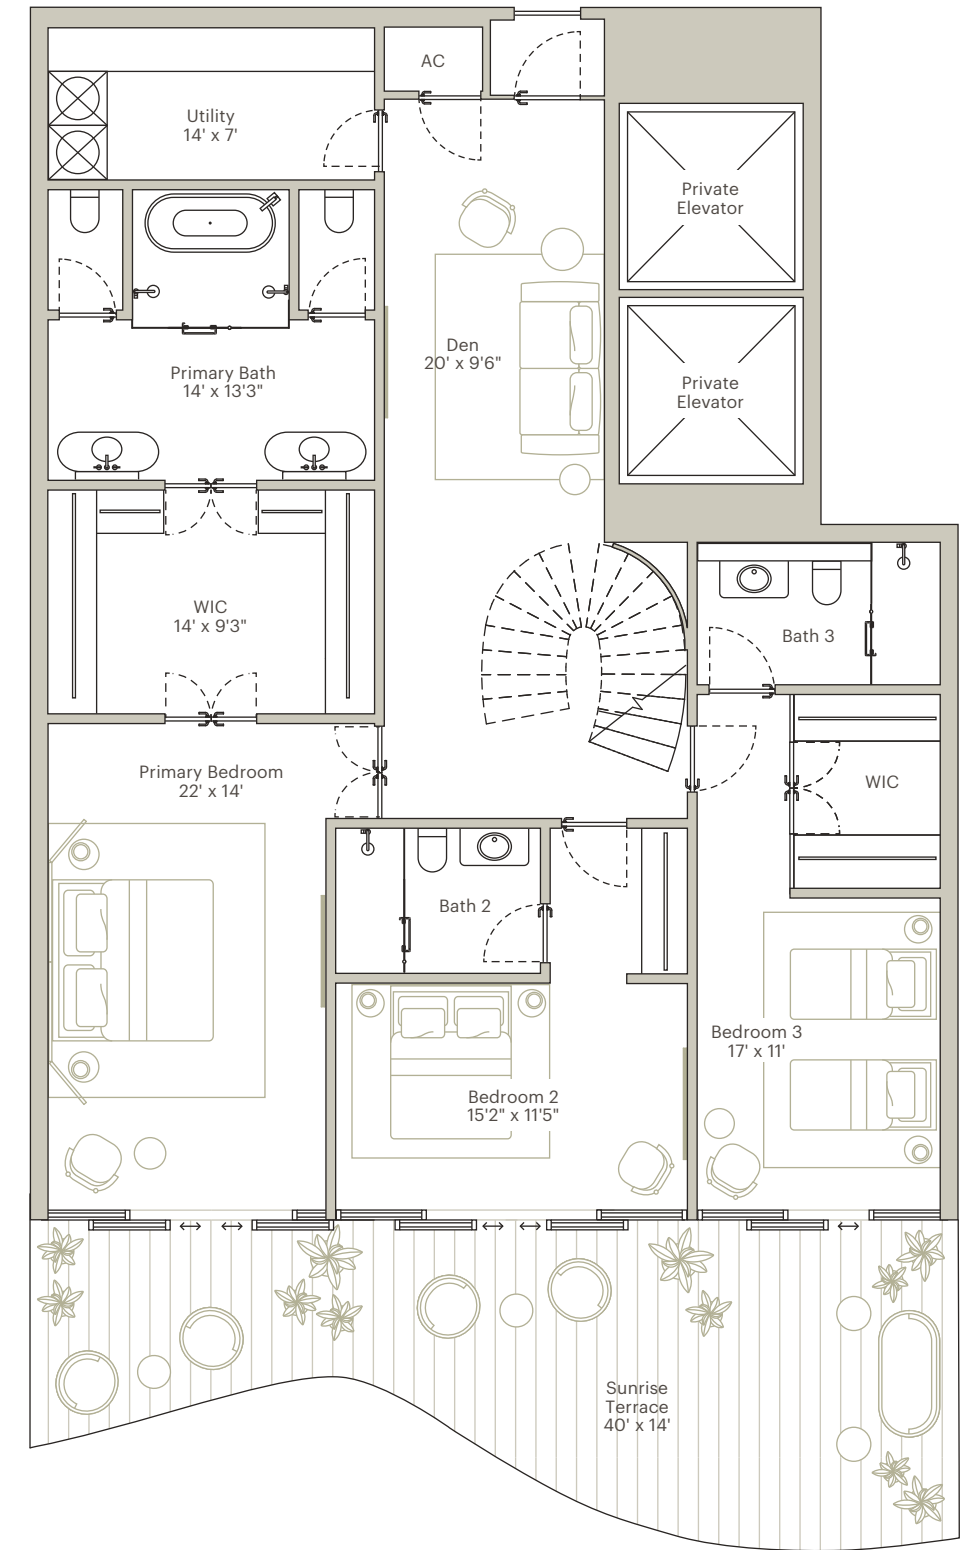 AC
Utility
14' x 7'
Private
Elevator
Den
20' x 9'6"
Primary Bath
14' x 13'3"
Private
Elevator
WIC
14' x 9'3"
Bath 3
Primary Bedroom
22' x 14'
WIC
Bath 2
Bedroom 3
17' x 11'
Bedroom 2
15'2" x 11'5"
Sunrise
Terrace
40' x 14'